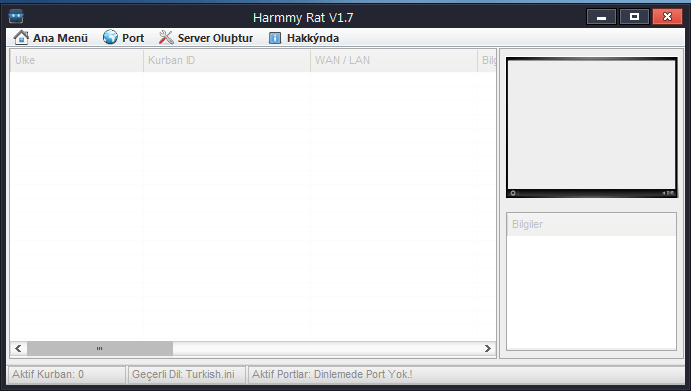 Harmmy Rat V1.7
Ana Menü Port Server Oluþtur Hakkýnda
Ulke Kurban ID WAN / LAN Bilg
Bilgiler
Aktif Kurban: 0 Geçerli Dil: Turkish.ini Aktif Portlar: Dinlemede Port Yok.!